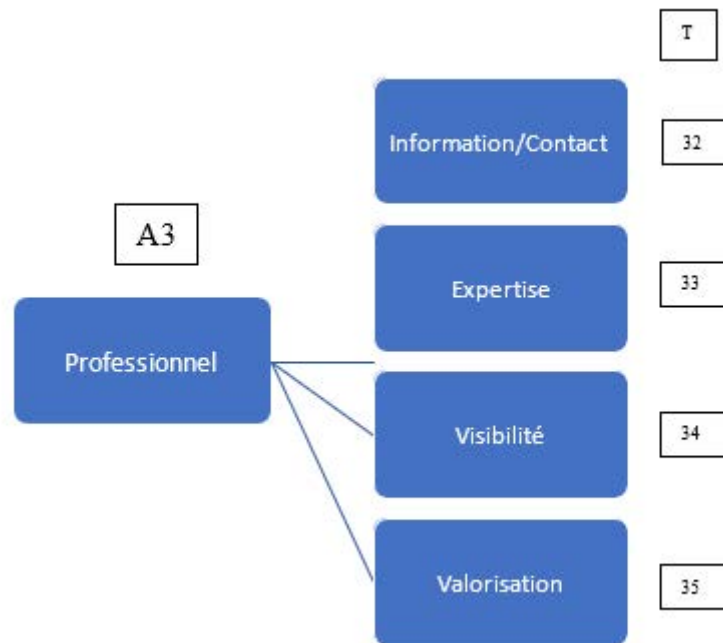 T
Information/Contact
32
A3
Expertise
33
Professionnel
Visibilité
34
Valorisation
35